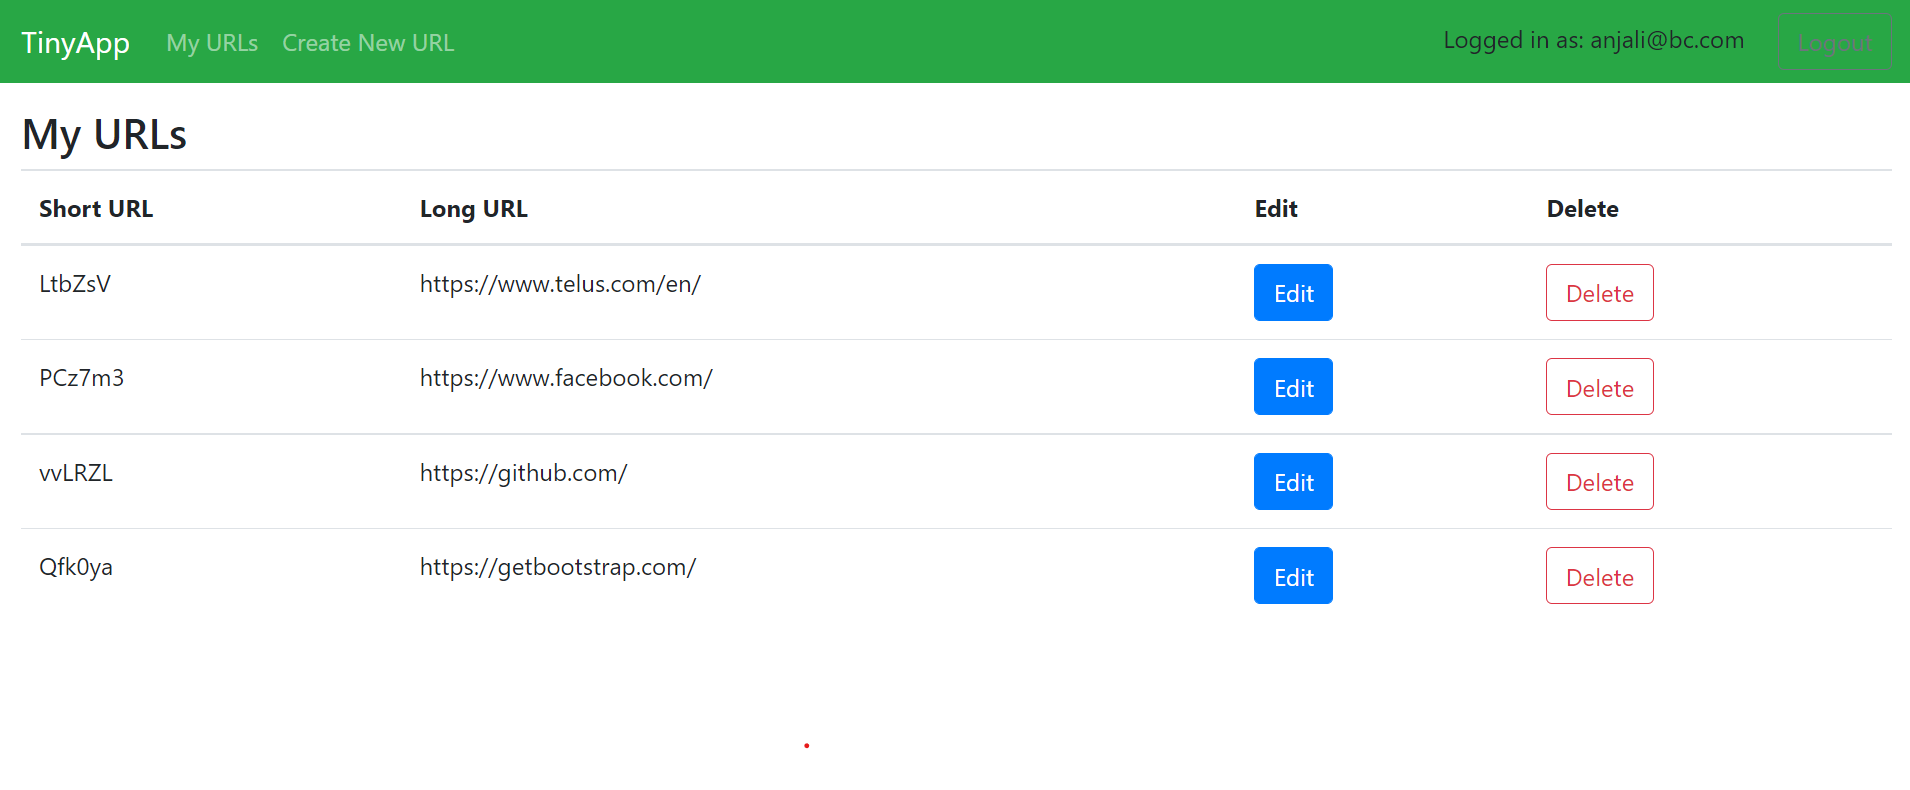 TinyApp My URLs Create New URL Logged in as: anjali@bc.com Logout
My URLs
Short URL Long URL Edit Delete
LtbZsV https://www.telus.com/en/ Edit Delete
PCz7m3 https://www.facebook.com/ Edit Delete
vvLRZL https://github.com/ Edit Delete
Qfk0ya https://getbootstrap.com/ Edit Delete